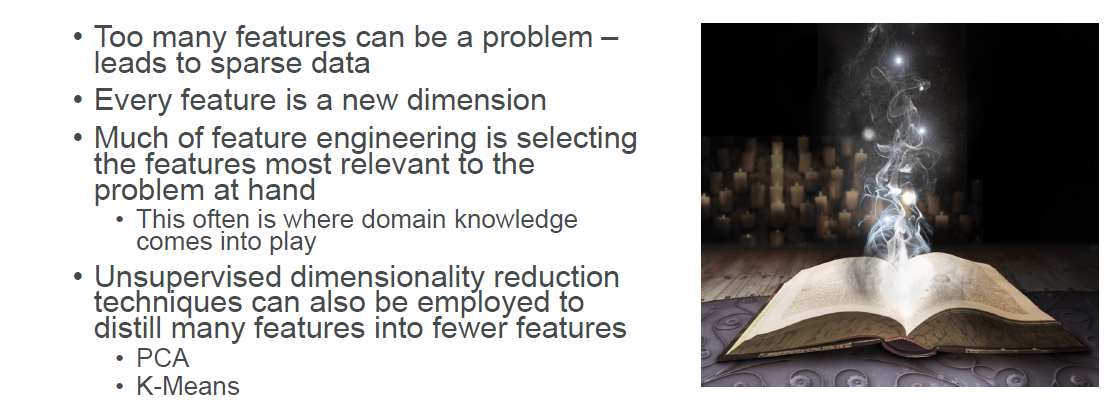 • Too many features can be a problem –
leads to sparse data
• Every feature is a new dimension
• Much of feature engineering is selecting
the features most relevant to the
problem at hand
• This often is where domain knowledge
comes into play
• Unsupervised dimensionality reduction
techniques can also be employed to
distill many features into fewer features
• PCA
• K-Means